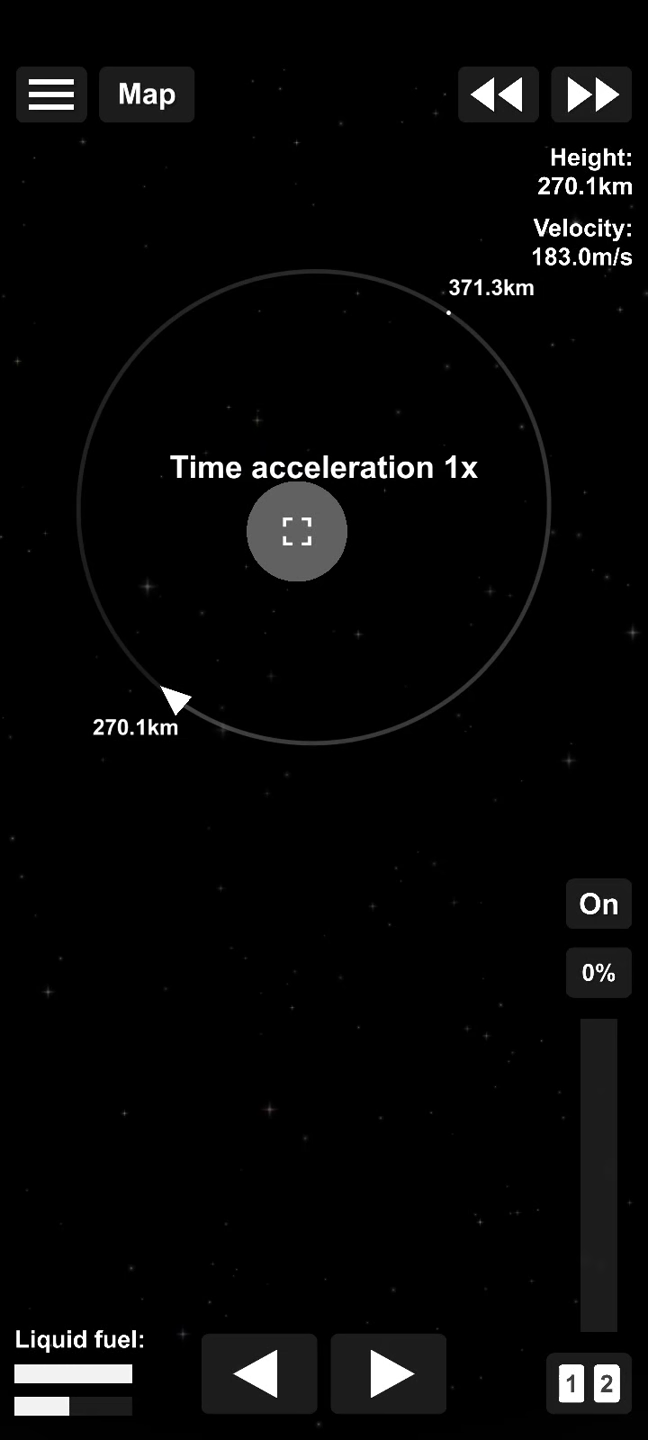 Map
Height:
270.1km
Velocity:
183.0m/s
371.3km
Time acceleration 1x
270.1km
On
0%
Liquid fuel:
1 2